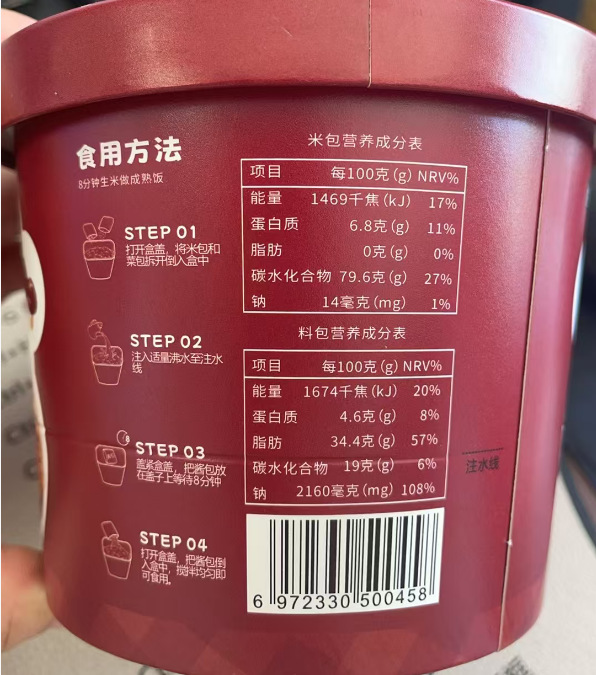 食用方法
8分钟生米做成熟饭
STEP 01
打开盒盖，将米包和
菜包拆开倒入盒中
STEP 02
注入适量沸水至注水
线
STEP 03
盖紧盒盖，把酱包放
在盖子上等待8分钟
STEP 04
打开盒盖，把酱包倒
入盒中，搅拌均匀即
可食用。
米包营养成分表
项目 每100克(g) NRV%
能量 1469千焦(kJ) 17%
蛋白质 6.8克(g) 11%
脂肪 0克(g) 0%
碳水化合物 79.6克(g) 27%
钠 14毫克(mg) 1%
料包营养成分表
项目 每100克(g) NRV%
能量 1674千焦(kJ) 20%
蛋白质 4.6克(g) 8%
脂肪 34.4克(g) 57%
碳水化合物 19克(g) 6%
钠 2160毫克(mg) 108%
注水线
6 972330 500458